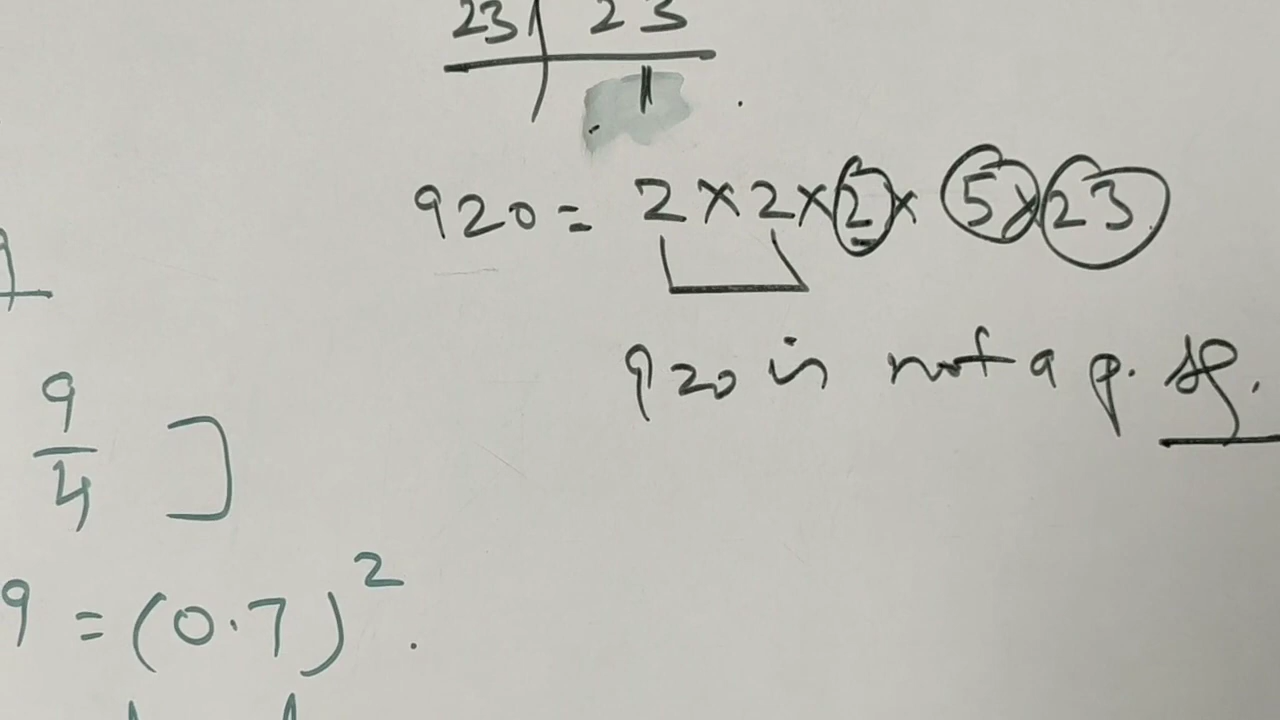 23 | 23
1 .
920 = 2 × 2 × 2 × 5 × 23
920 is not a p. sq.
9
9/4 ]
9 = (0.7)² .